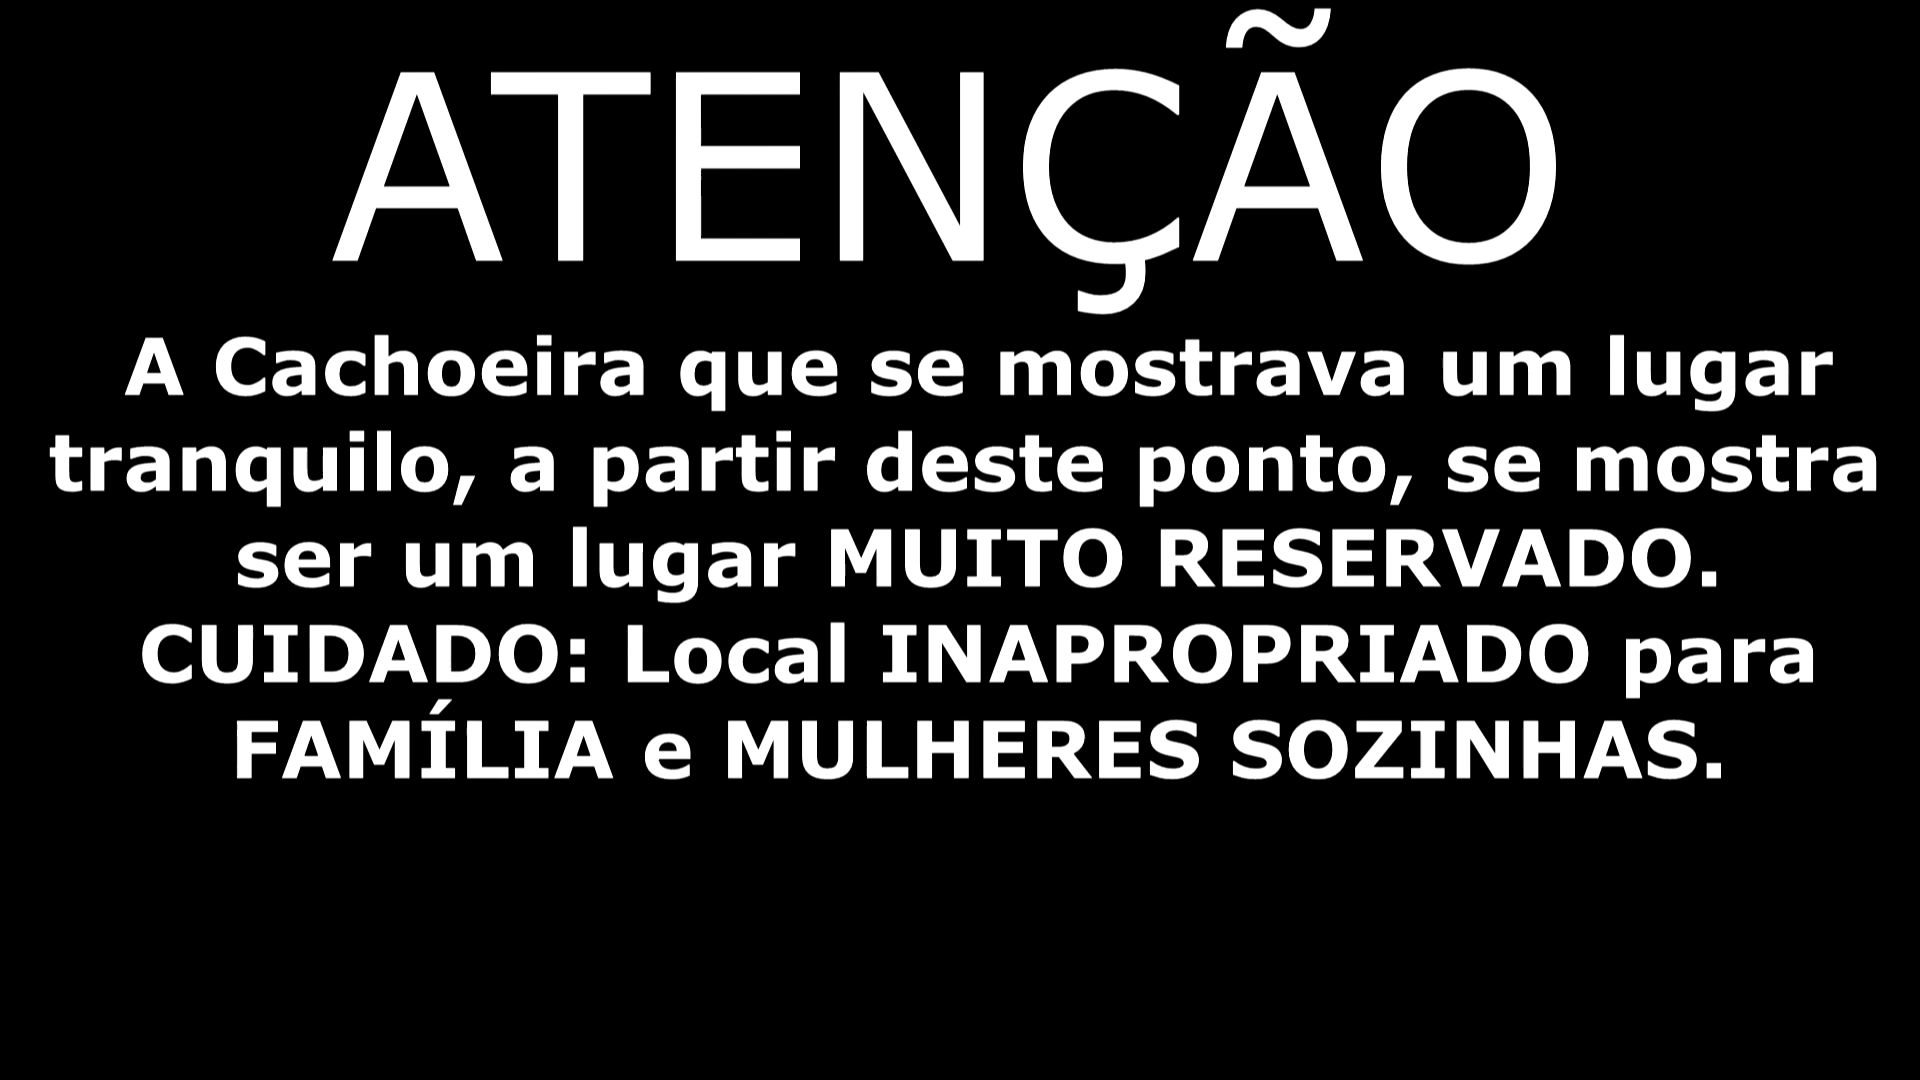 ATENÇÃO
A Cachoeira que se mostrava um lugar
tranquilo, a partir deste ponto, se mostra
ser um lugar MUITO RESERVADO.
CUIDADO: Local INAPROPRIADO para
FAMÍLIA e MULHERES SOZINHAS.